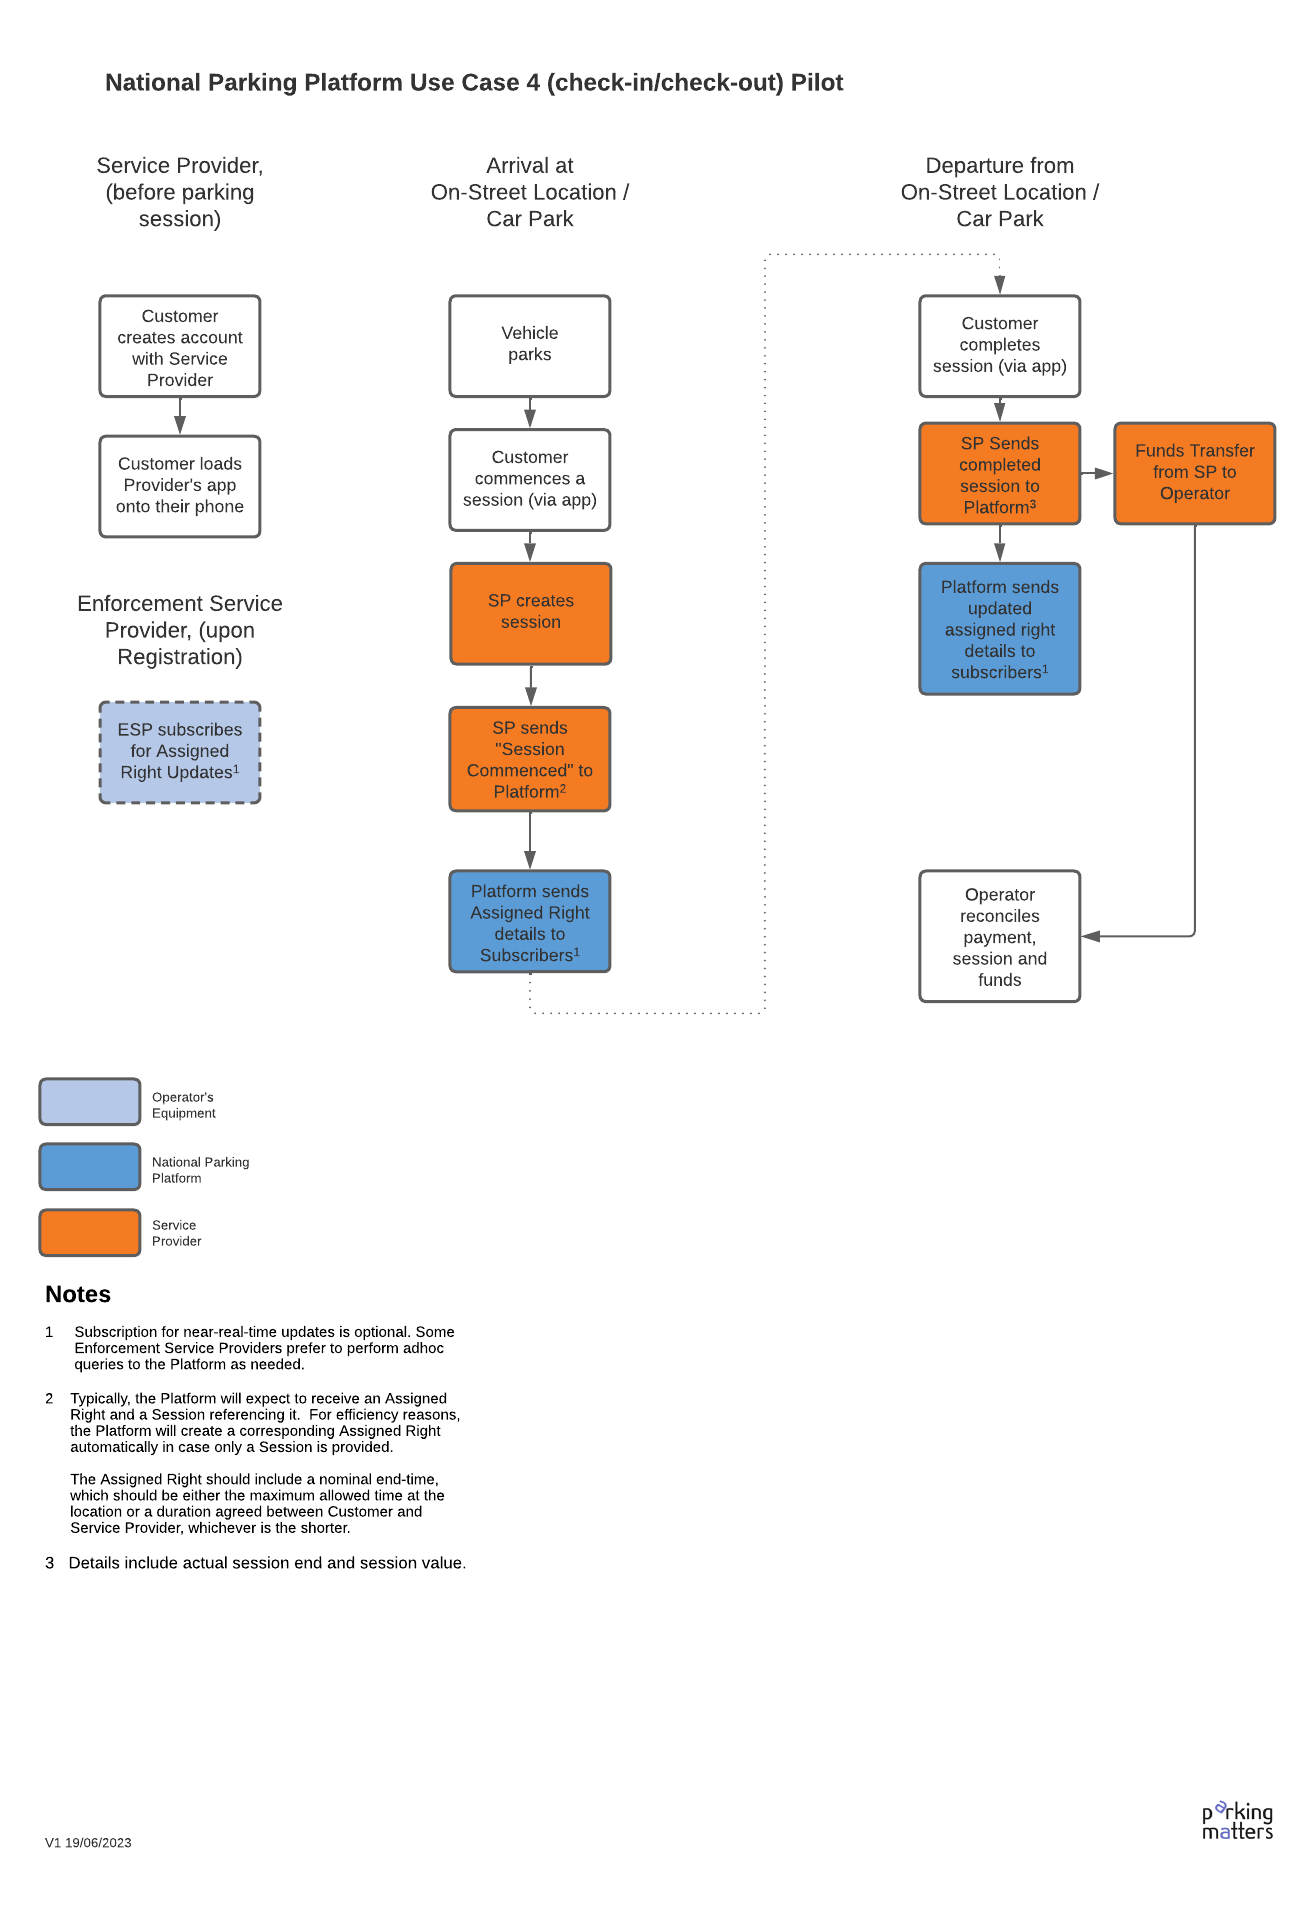 National Parking Platform Use Case 4 (check-in/check-out) Pilot
Service Provider,
(before parking
session)
Customer
creates account
with Service
Provider
Customer loads
Provider's app
onto their phone
Enforcement Service
Provider, (upon
Registration)
ESP subscribes
for Assigned
Right Updates¹
Arrival at
On-Street Location /
Car Park
Vehicle
parks
Customer
commences a
session (via app)
SP creates
session
SP sends
"Session
Commenced" to
Platform²
Platform sends
Assigned Right
details to
Subscribers¹
Departure from
On-Street Location /
Car Park
Customer
completes
session (via app)
SP Sends
completed
session to
Platform³
Funds Transfer
from SP to
Operator
Platform sends
updated
assigned right
details to
subscribers¹
Operator
reconciles
payment,
session and
funds
Operator's
Equipment
National Parking
Platform
Service
Provider
Notes
1 Subscription for near-real-time updates is optional. Some
Enforcement Service Providers prefer to perform adhoc
queries to the Platform as needed.
2 Typically, the Platform will expect to receive an Assigned
Right and a Session referencing it. For efficiency reasons,
the Platform will create a corresponding Assigned Right
automatically in case only a Session is provided.
The Assigned Right should include a nominal end-time,
which should be either the maximum allowed time at the
location or a duration agreed between Customer and
Service Provider, whichever is the shorter.
3 Details include actual session end and session value.
parking
matters
V1 19/06/2023